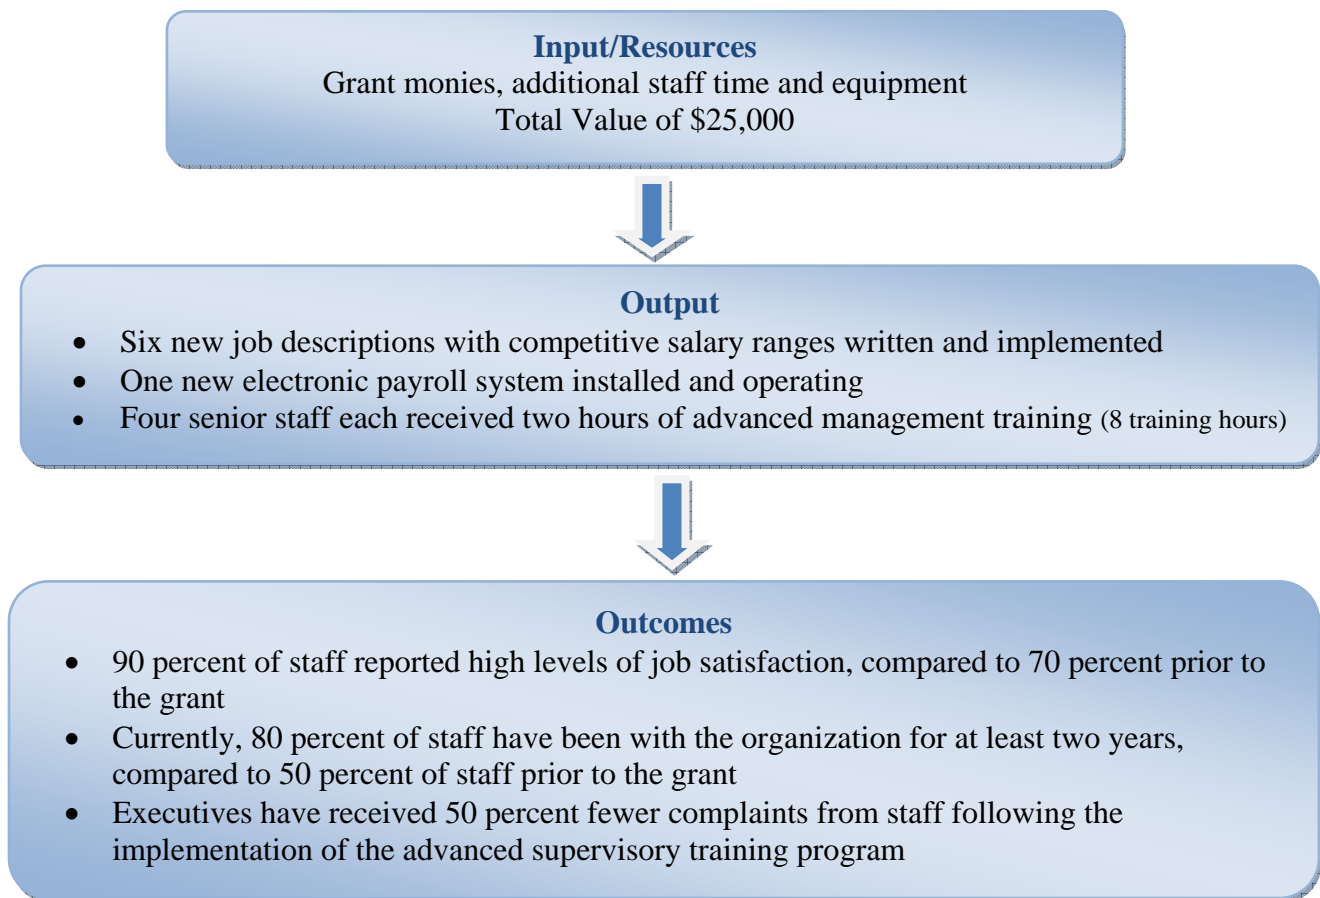 Input/Resources
Grant monies, additional staff time and equipment
Total Value of $25,000
Output
• Six new job descriptions with competitive salary ranges written and implemented
• One new electronic payroll system installed and operating
• Four senior staff each received two hours of advanced management training (8 training hours)
Outcomes
• 90 percent of staff reported high levels of job satisfaction, compared to 70 percent prior to
the grant
• Currently, 80 percent of staff have been with the organization for at least two years,
compared to 50 percent of staff prior to the grant
• Executives have received 50 percent fewer complaints from staff following the
implementation of the advanced supervisory training program